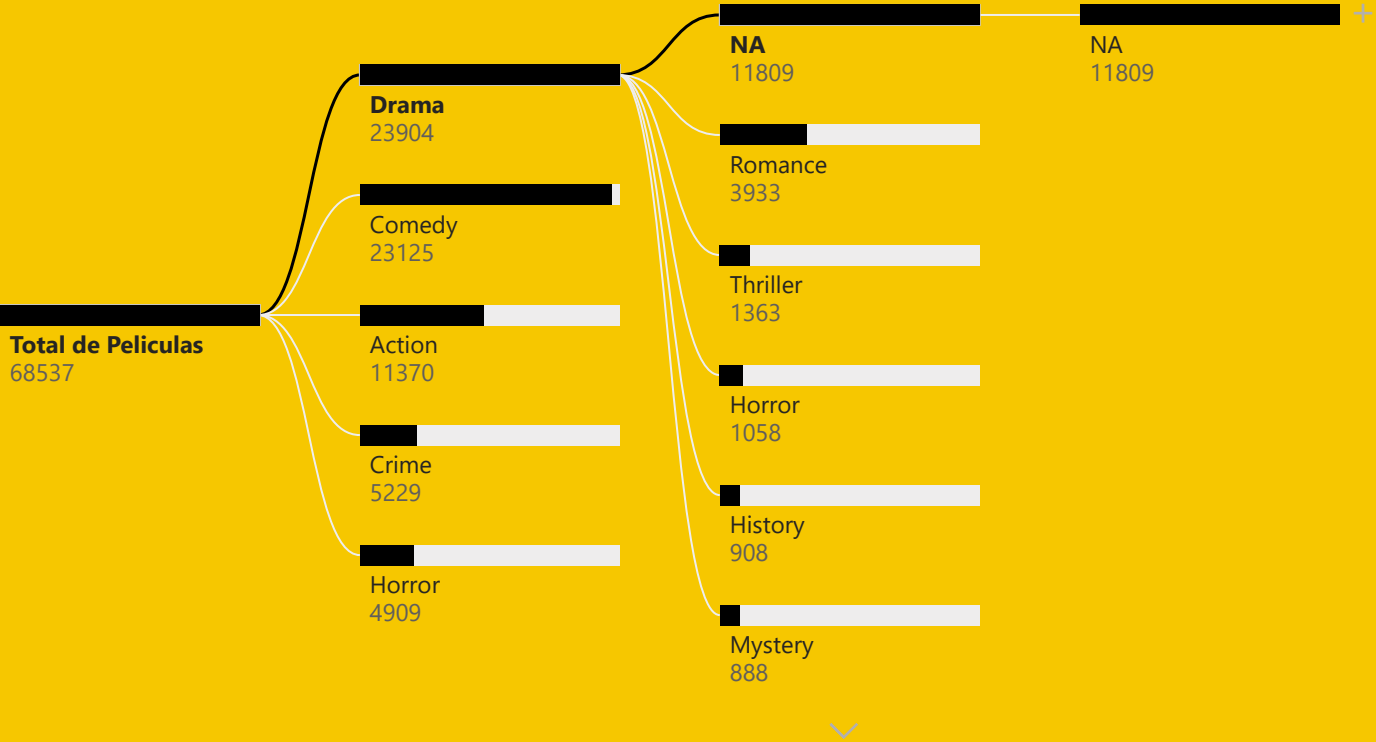 Total de Peliculas
68537
Drama
23904
Comedy
23125
Action
11370
Crime
5229
Horror
4909
NA
11809
Romance
3933
Thriller
1363
Horror
1058
History
908
Mystery
888
NA
11809